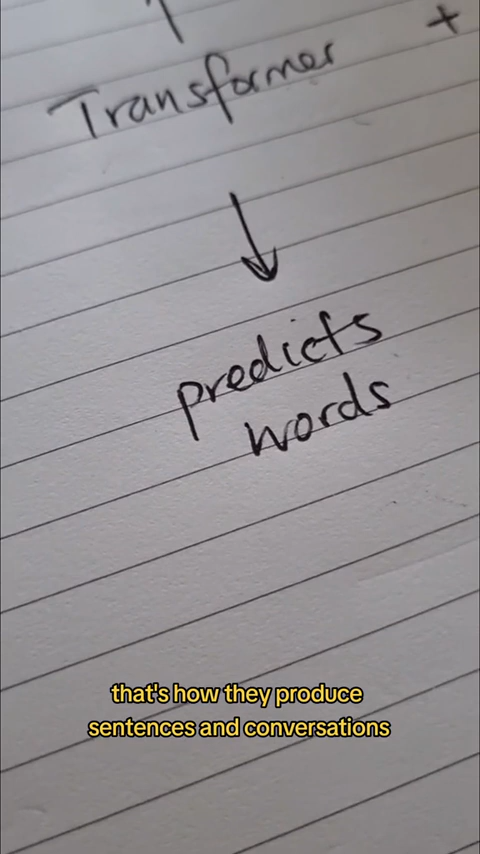 Transformer +
predicts
words
that's how they produce
sentences and conversations